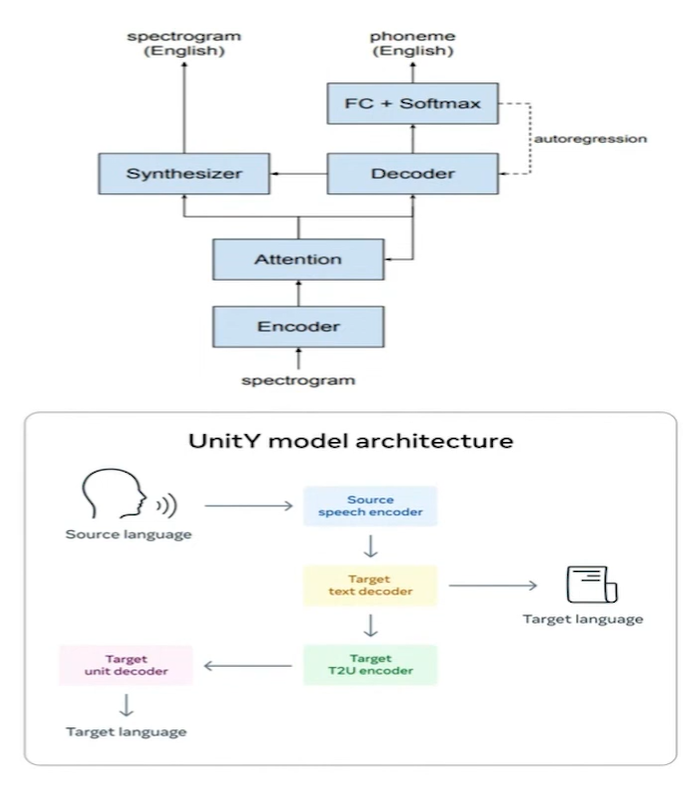 spectrogram
(English)
phoneme
(English)
FC + Softmax
autoregression
Synthesizer
Decoder
Attention
Encoder
spectrogram
UnitY model architecture
Source language
Source
speech encoder
Target
text decoder
Target language
Target
unit decoder
Target
T2U encoder
Target language